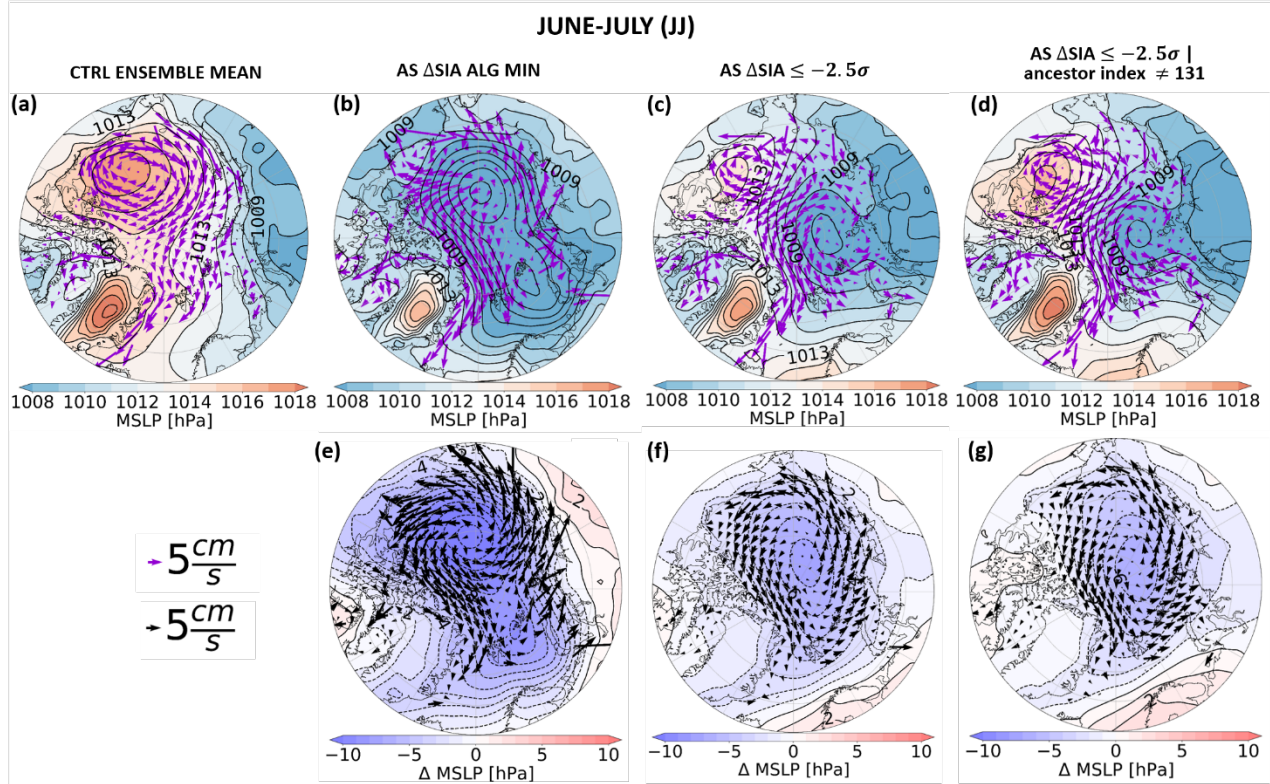 JUNE-JULY (JJ)
CTRL ENSEMBLE MEAN
AS ΔSIA ALG MIN
AS ΔSIA ≤ −2.5σ
AS ΔSIA ≤ −2.5σ |
ancestor index ≠ 131
(a)
1013
1009
1013
1013
(b)
1009
1009
1009
1013
(c)
1013
1009
1009
1013
1013
(d)
1009
1013
1009
1008 1010 1012 1014 1016 1018
MSLP [hPa]
1008 1010 1012 1014 1016 1018
MSLP [hPa]
1008 1010 1012 1014 1016 1018
MSLP [hPa]
1008 1010 1012 1014 1016 1018
MSLP [hPa]
5 cm/s
5 cm/s
(e)
4
2
(f)
2
(g)
−10 −5 0 5 10
Δ MSLP [hPa]
−10 −5 0 5 10
Δ MSLP [hPa]
−10 −5 0 5 10
Δ MSLP [hPa]